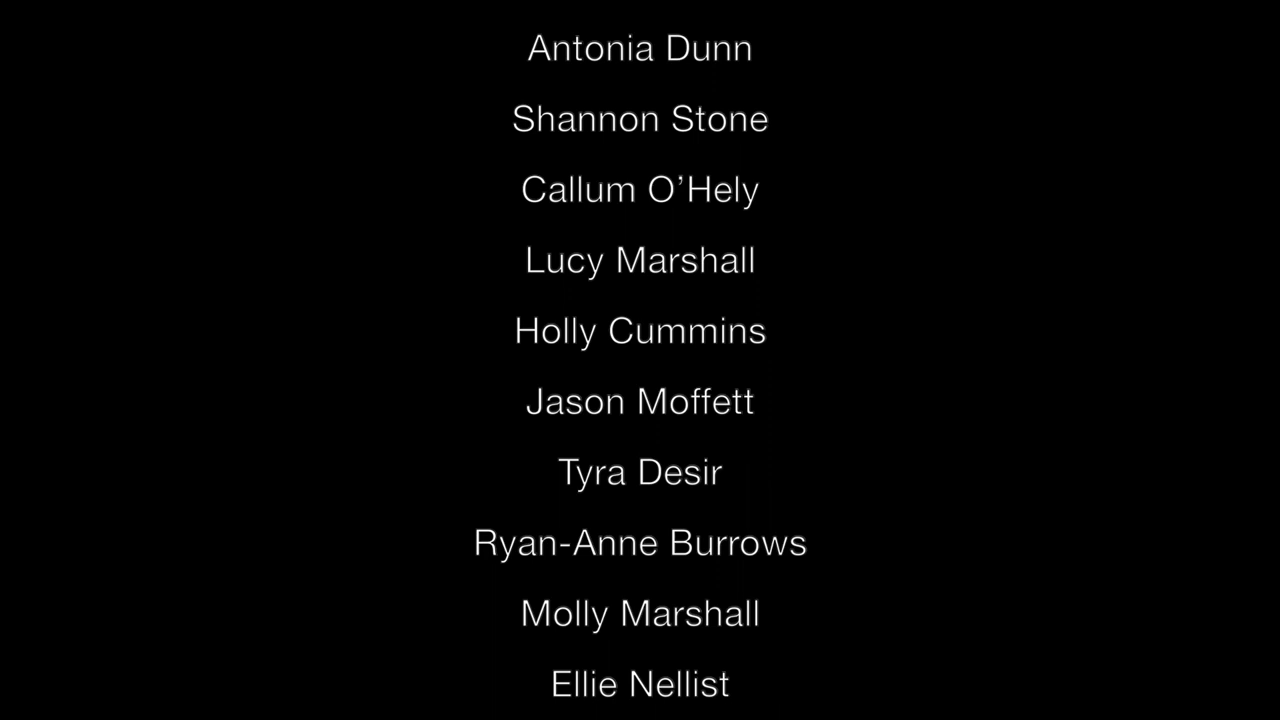 Antonia Dunn
Shannon Stone
Callum O’Hely
Lucy Marshall
Holly Cummins
Jason Moffett
Tyra Desir
Ryan-Anne Burrows
Molly Marshall
Ellie Nellist